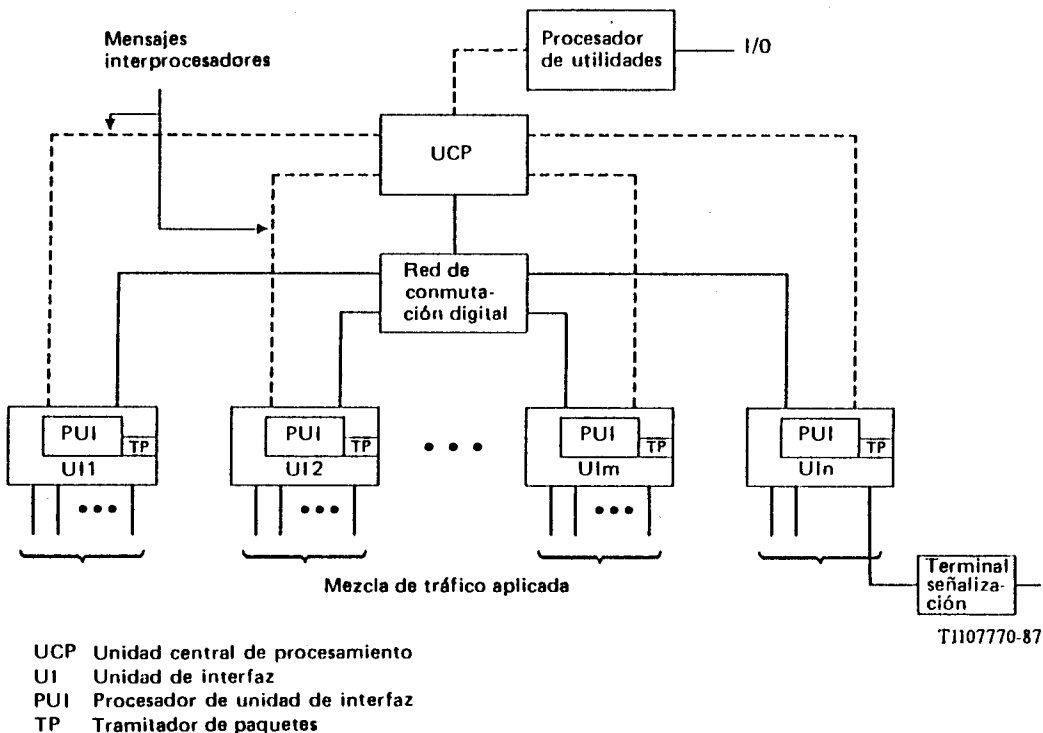 Mensajes
interprocesadores
Procesador
de utilidades
I/O
UCP
Red de
conmuta-
ción digital
PUI
TP
UI1
PUI
TP
UI2
PUI
TP
UIm
PUI
TP
UIn
Mezcla de tráfico aplicada
Terminal
señaliza-
ción
T1107770-87
UCP Unidad central de procesamiento
UI Unidad de interfaz
PUI Procesador de unidad de interfaz
TP Tramitador de paquetes